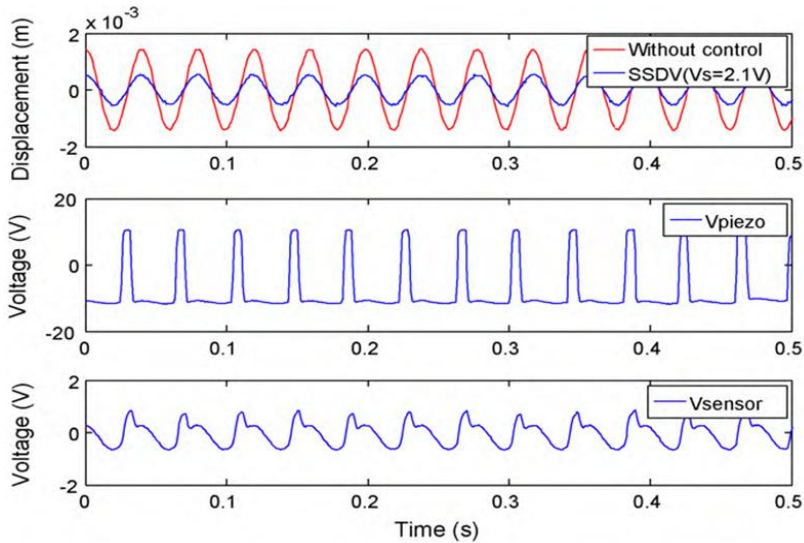 x 10⁻³
Displacement (m)
2
0
-2
Without control
SSDV(Vs=2.1V)
0 0.1 0.2 0.3 0.4 0.5
Voltage (V)
20
0
-20
Vpiezo
0 0.1 0.2 0.3 0.4 0.5
Voltage (V)
2
0
-2
Vsensor
0 0.1 0.2 0.3 0.4 0.5
Time (s)